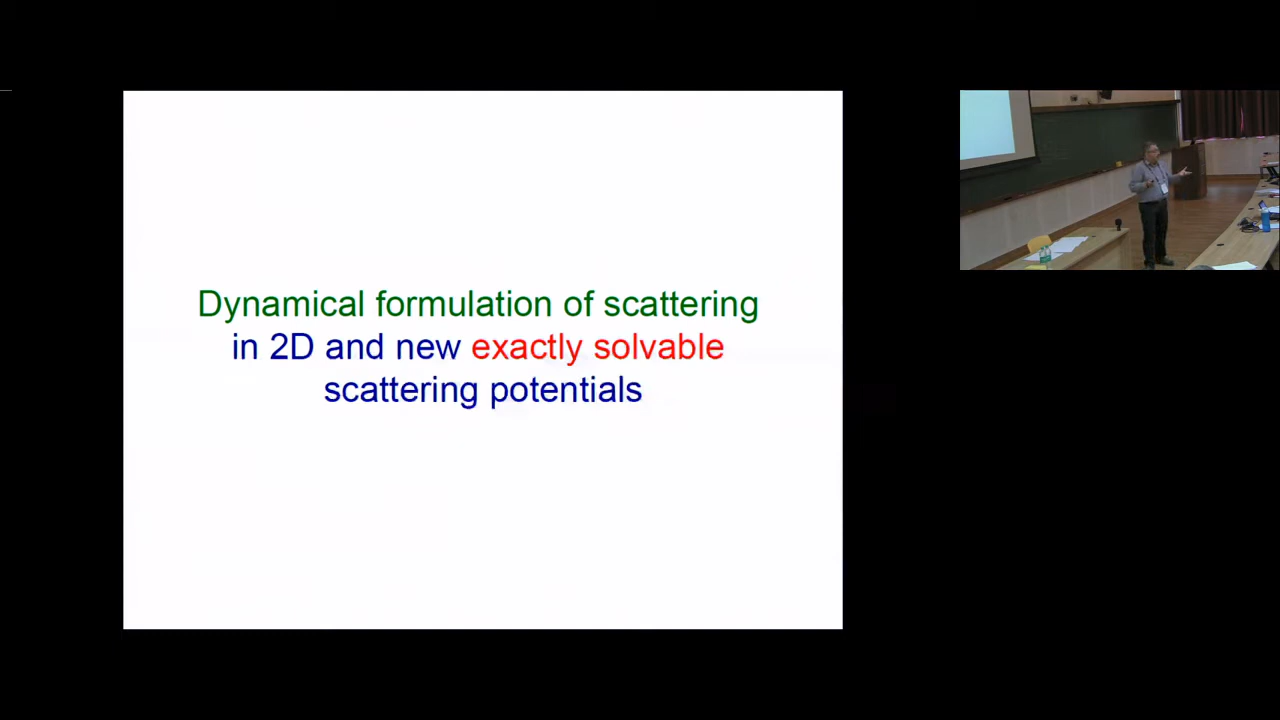 Dynamical formulation of scattering
in 2D and new exactly solvable
scattering potentials